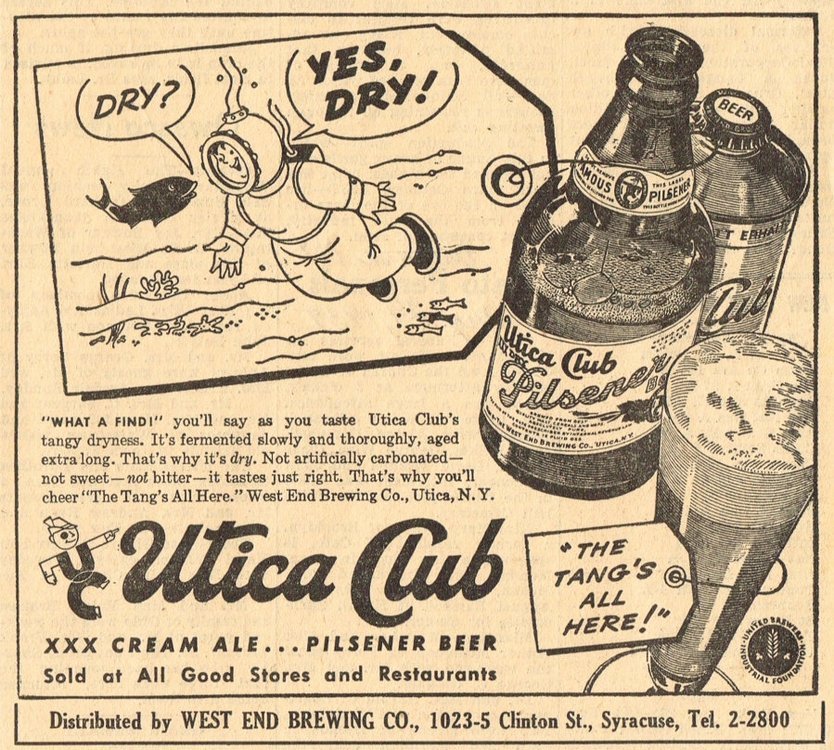 DRY?
YES,
DRY!
BEER
FAMOUS
THIS LABEL
PILSENER
Club
Utica Club
Pilsener
THE WEST END BREWING CO., UTICA, N.Y.
"WHAT A FIND!" you'll say as you taste Utica Club's
tangy dryness. It's fermented slowly and thoroughly, aged
extra long. That's why it's dry. Not artificially carbonated—
not sweet—not bitter—it tastes just right. That's why you'll
cheer "The Tang's All Here." West End Brewing Co., Utica, N. Y.
Utica Club
XXX CREAM ALE...PILSENER BEER
Sold at All Good Stores and Restaurants
"THE
TANG'S
ALL
HERE!"
UNITED BREWERS
INDUSTRIAL FOUNDATION
Distributed by WEST END BREWING CO., 1023-5 Clinton St., Syracuse, Tel. 2-2800